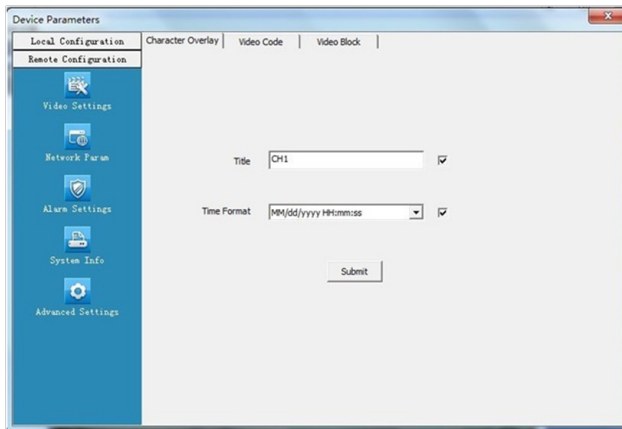 Device Parameters
Local Configuration
Remote Configuration
Video Settings
Network Param
Alarm Settings
System Info
Advanced Settings
Character Overlay
Video Code
Video Block
Title
CH1
Time Format
MM/dd/yyyy HH:mm:ss
Submit